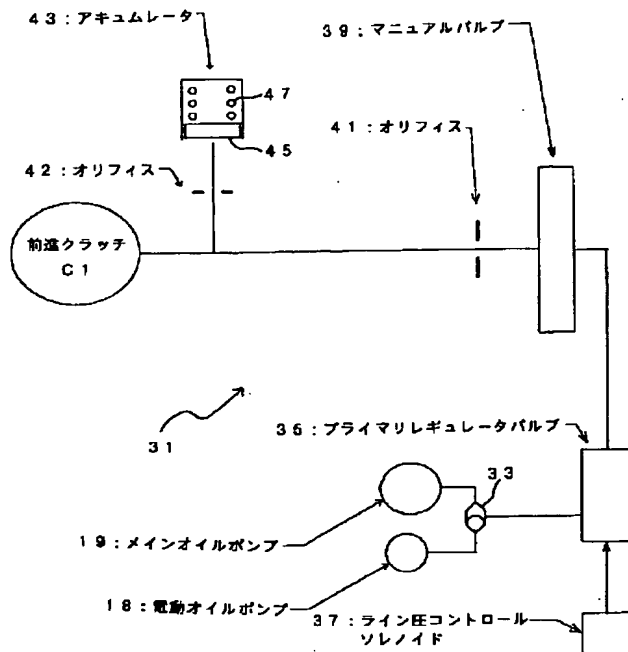 43：アキュムレータ
39：マニュアルバルブ
47
41：オリフィス
45
42：オリフィス
前進クラッチ
C1
35：プライマリレギュレータバルブ
31
33
19：メインオイルポンプ
18：電動オイルポンプ
37：ライン圧コントロール
ソレノイド